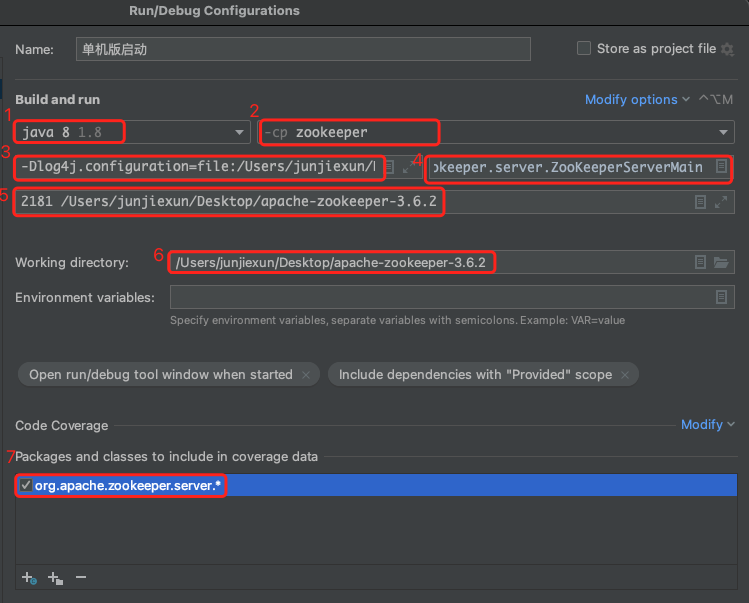 Run/Debug Configurations
Name: 单机版启动 Store as project file
Build and run Modify options ⌃⌥M
1 java 8 1.8 2 -cp zookeeper
3 -Dlog4j.configuration=file:/Users/junjiexun/ 4 okeeper.server.ZooKeeperServerMain
5 2181 /Users/junjiexun/Desktop/apache-zookeeper-3.6.2
Working directory: 6 /Users/junjiexun/Desktop/apache-zookeeper-3.6.2
Environment variables:
Specify environment variables, separate variables with semicolons. Example: VAR=value
Open run/debug tool window when started × Include dependencies with "Provided" scope ×
Code Coverage Modify
7 Packages and classes to include in coverage data
org.apache.zookeeper.server.*